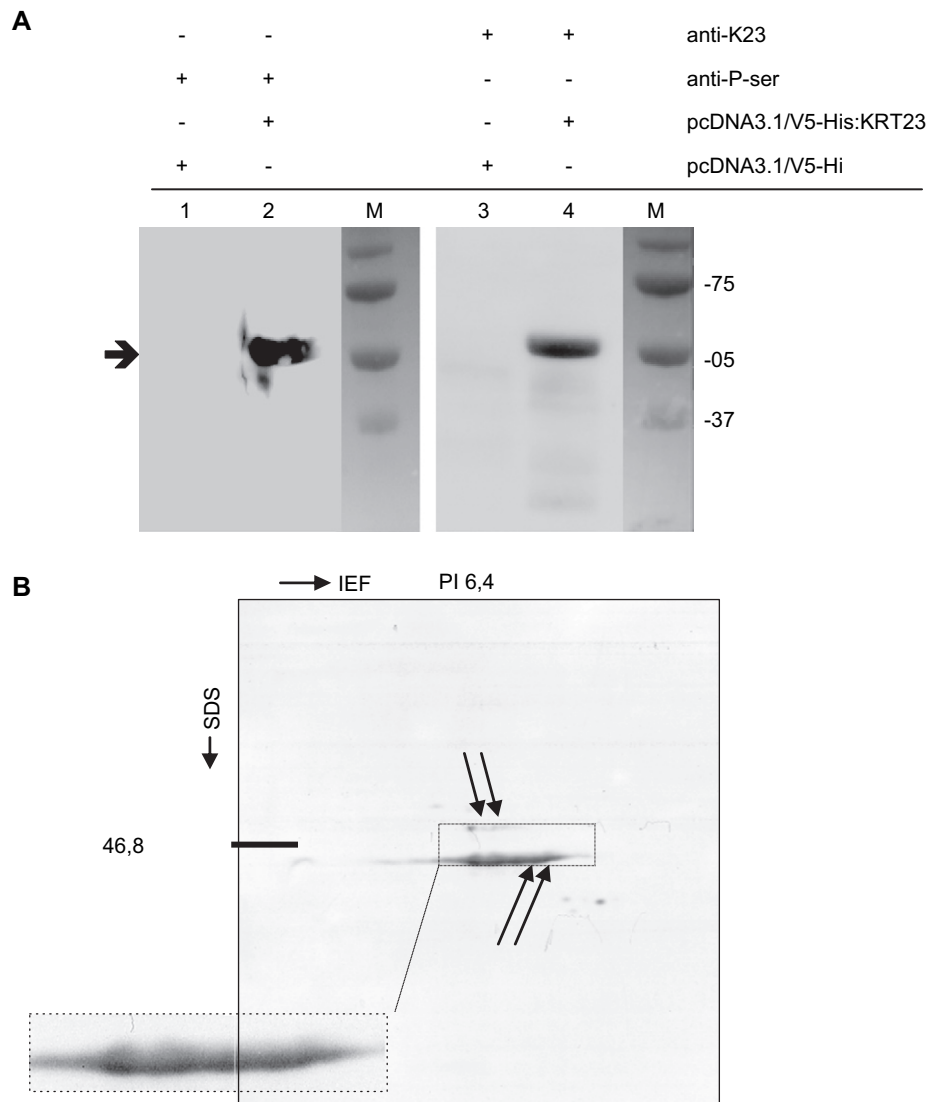 A
- - + + anti-K23
+ + - - anti-P-ser
- + - + pcDNA3.1/V5-His:KRT23
+ - + - pcDNA3.1/V5-Hi
1 2 M 3 4 M
-75
-05
-37
B
IEF PI 6,4
SDS
46,8